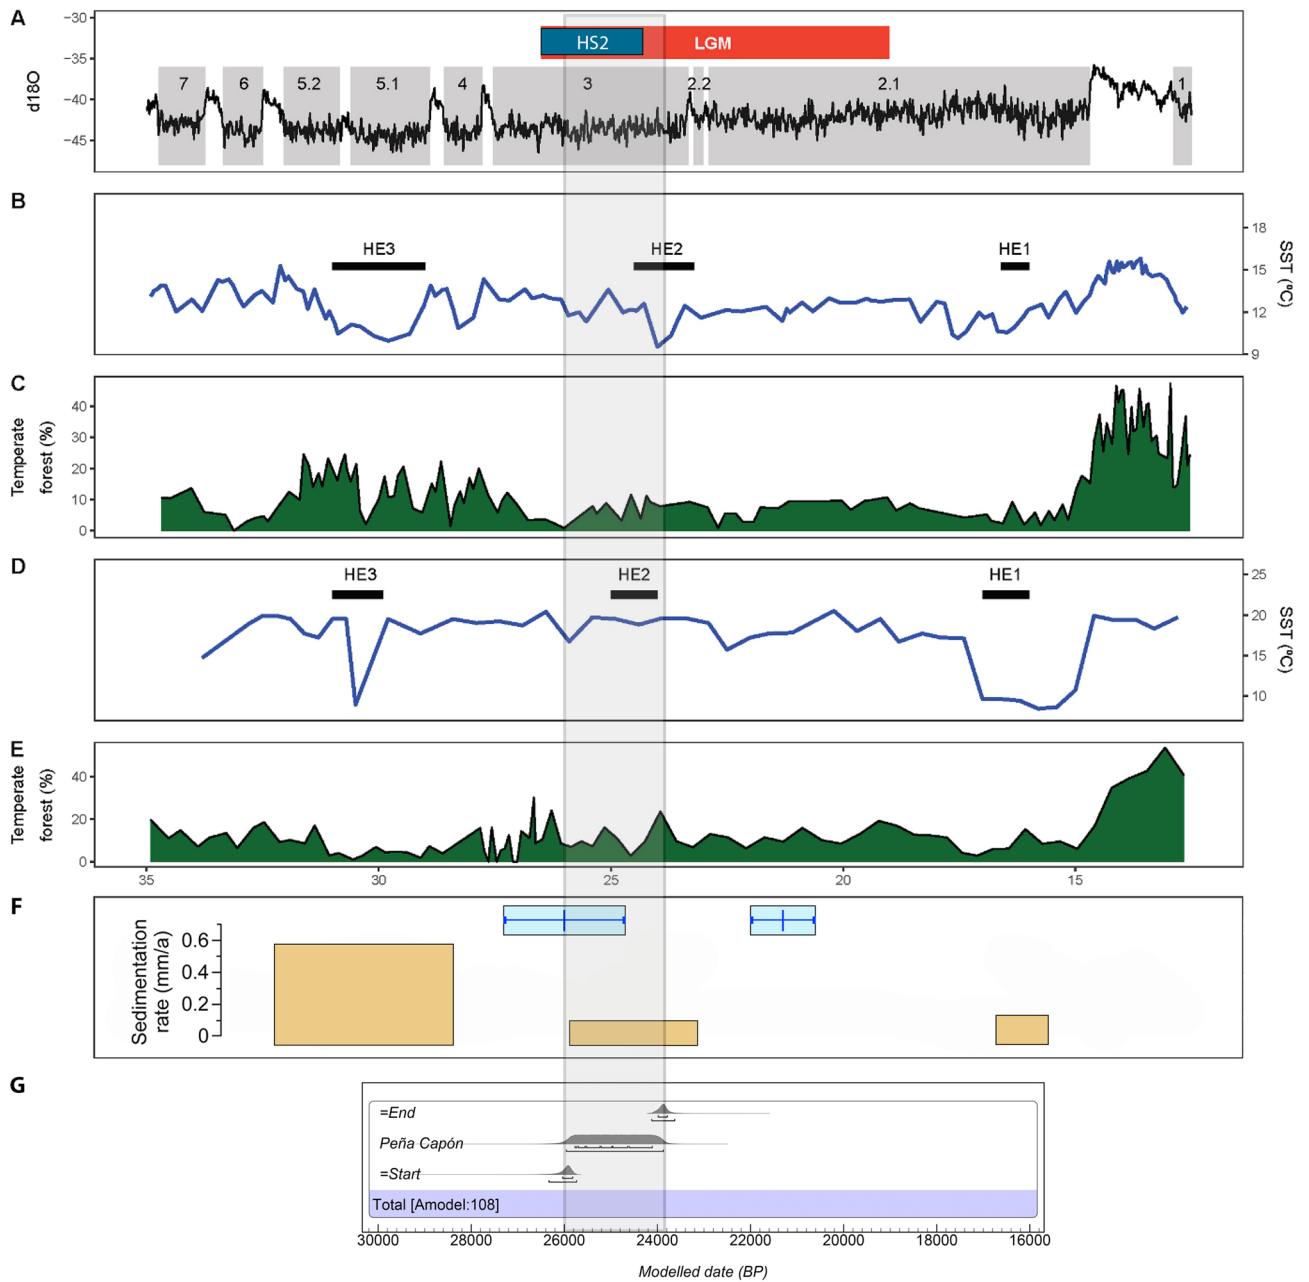 A
d18O
−30
−35
−40
−45
HS2
LGM
7
6
5.2
5.1
4
3
2.2
2.1
1
B
HE3
HE2
HE1
18
15
12
9
SST (ºC)
C
Temperate
forest (%)
40
30
20
10
0
D
HE3
HE2
HE1
25
20
15
10
SST (ºC)
E
Temperate
forest (%)
40
20
0
35
30
25
20
15
F
Sedimentation
rate (mm/a)
0.6
0.4
0.2
0
G
=End
Peña Capón
=Start
Total [Amodel:108]
30000
28000
26000
24000
22000
20000
18000
16000
Modelled date (BP)